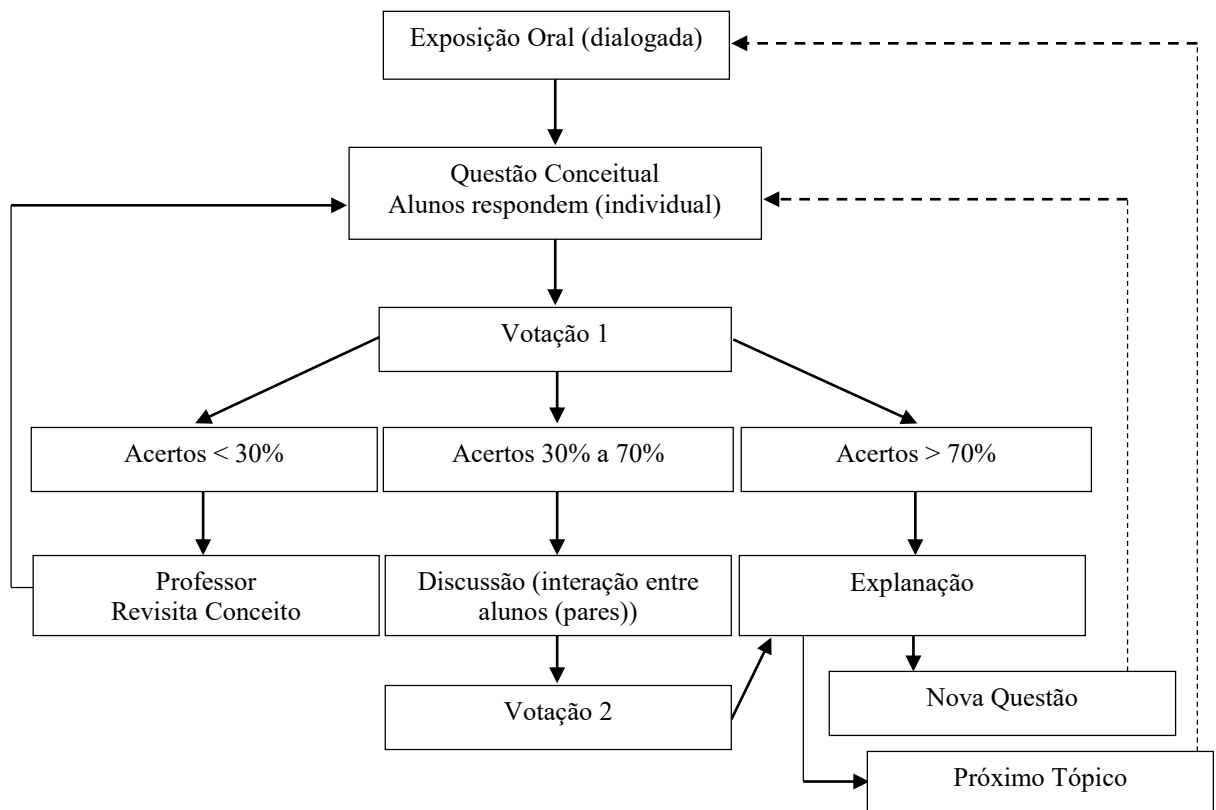 Exposição Oral (dialogada)
Questão Conceitual
Alunos respondem (individual)
Votação 1
Acertos < 30%
Acertos 30% a 70%
Acertos > 70%
Professor
Revisita Conceito
Discussão (interação entre
alunos (pares))
Explanação
Votação 2
Nova Questão
Próximo Tópico